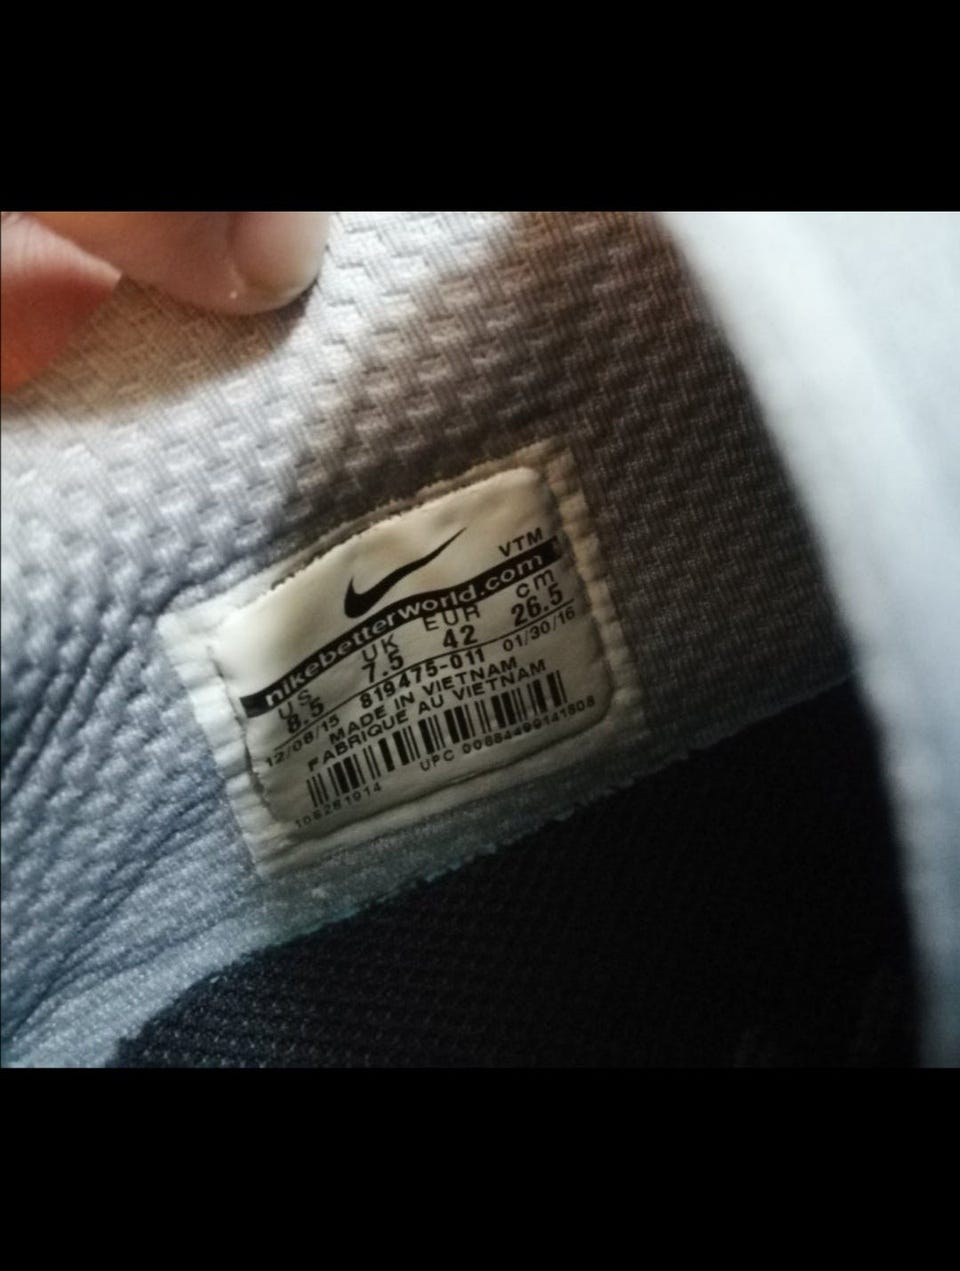 VTM
nikebetterworld.com
US UK EUR cm
8.5 7.5 42 26.5
12/08/15 819475-011 01/30/16
MADE IN VIETNAM
FABRIQUE AU VIETNAM
UPC 00884499141808